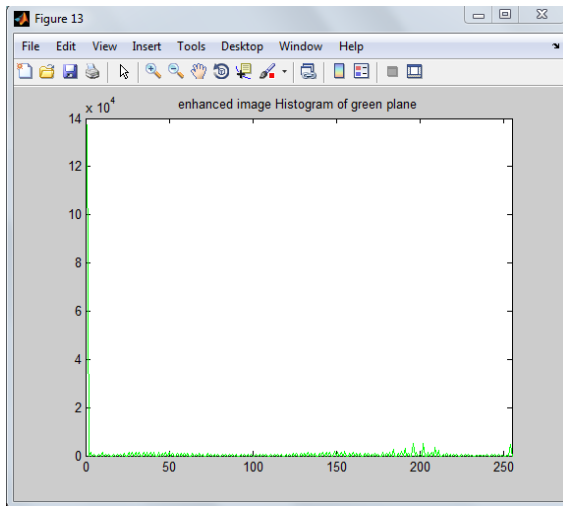 Figure 13
File Edit View Insert Tools Desktop Window Help
x 10^4
enhanced image Histogram of green plane
14
12
10
8
6
4
2
0
0 50 100 150 200 250